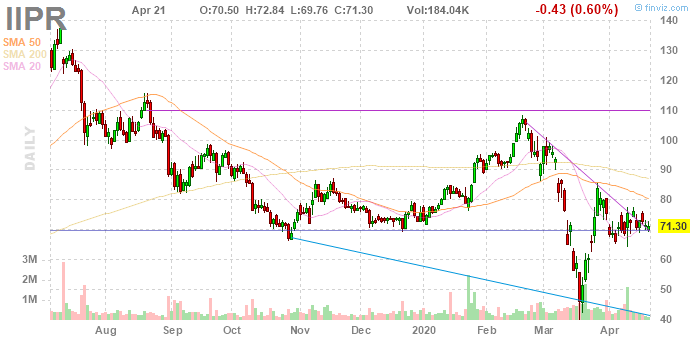 IIPR
Apr 21 O:70.50 H:72.84 L:69.76 C:71.30 Vol:184.04K -0.43 (0.60%)
© finviz.com
SMA 50
SMA 200
SMA 20
DAILY
140
130
120
110
100
90
80
71.30
60
50
40
3M
2M
1M
Aug Sep Oct Nov Dec 2020 Feb Mar Apr